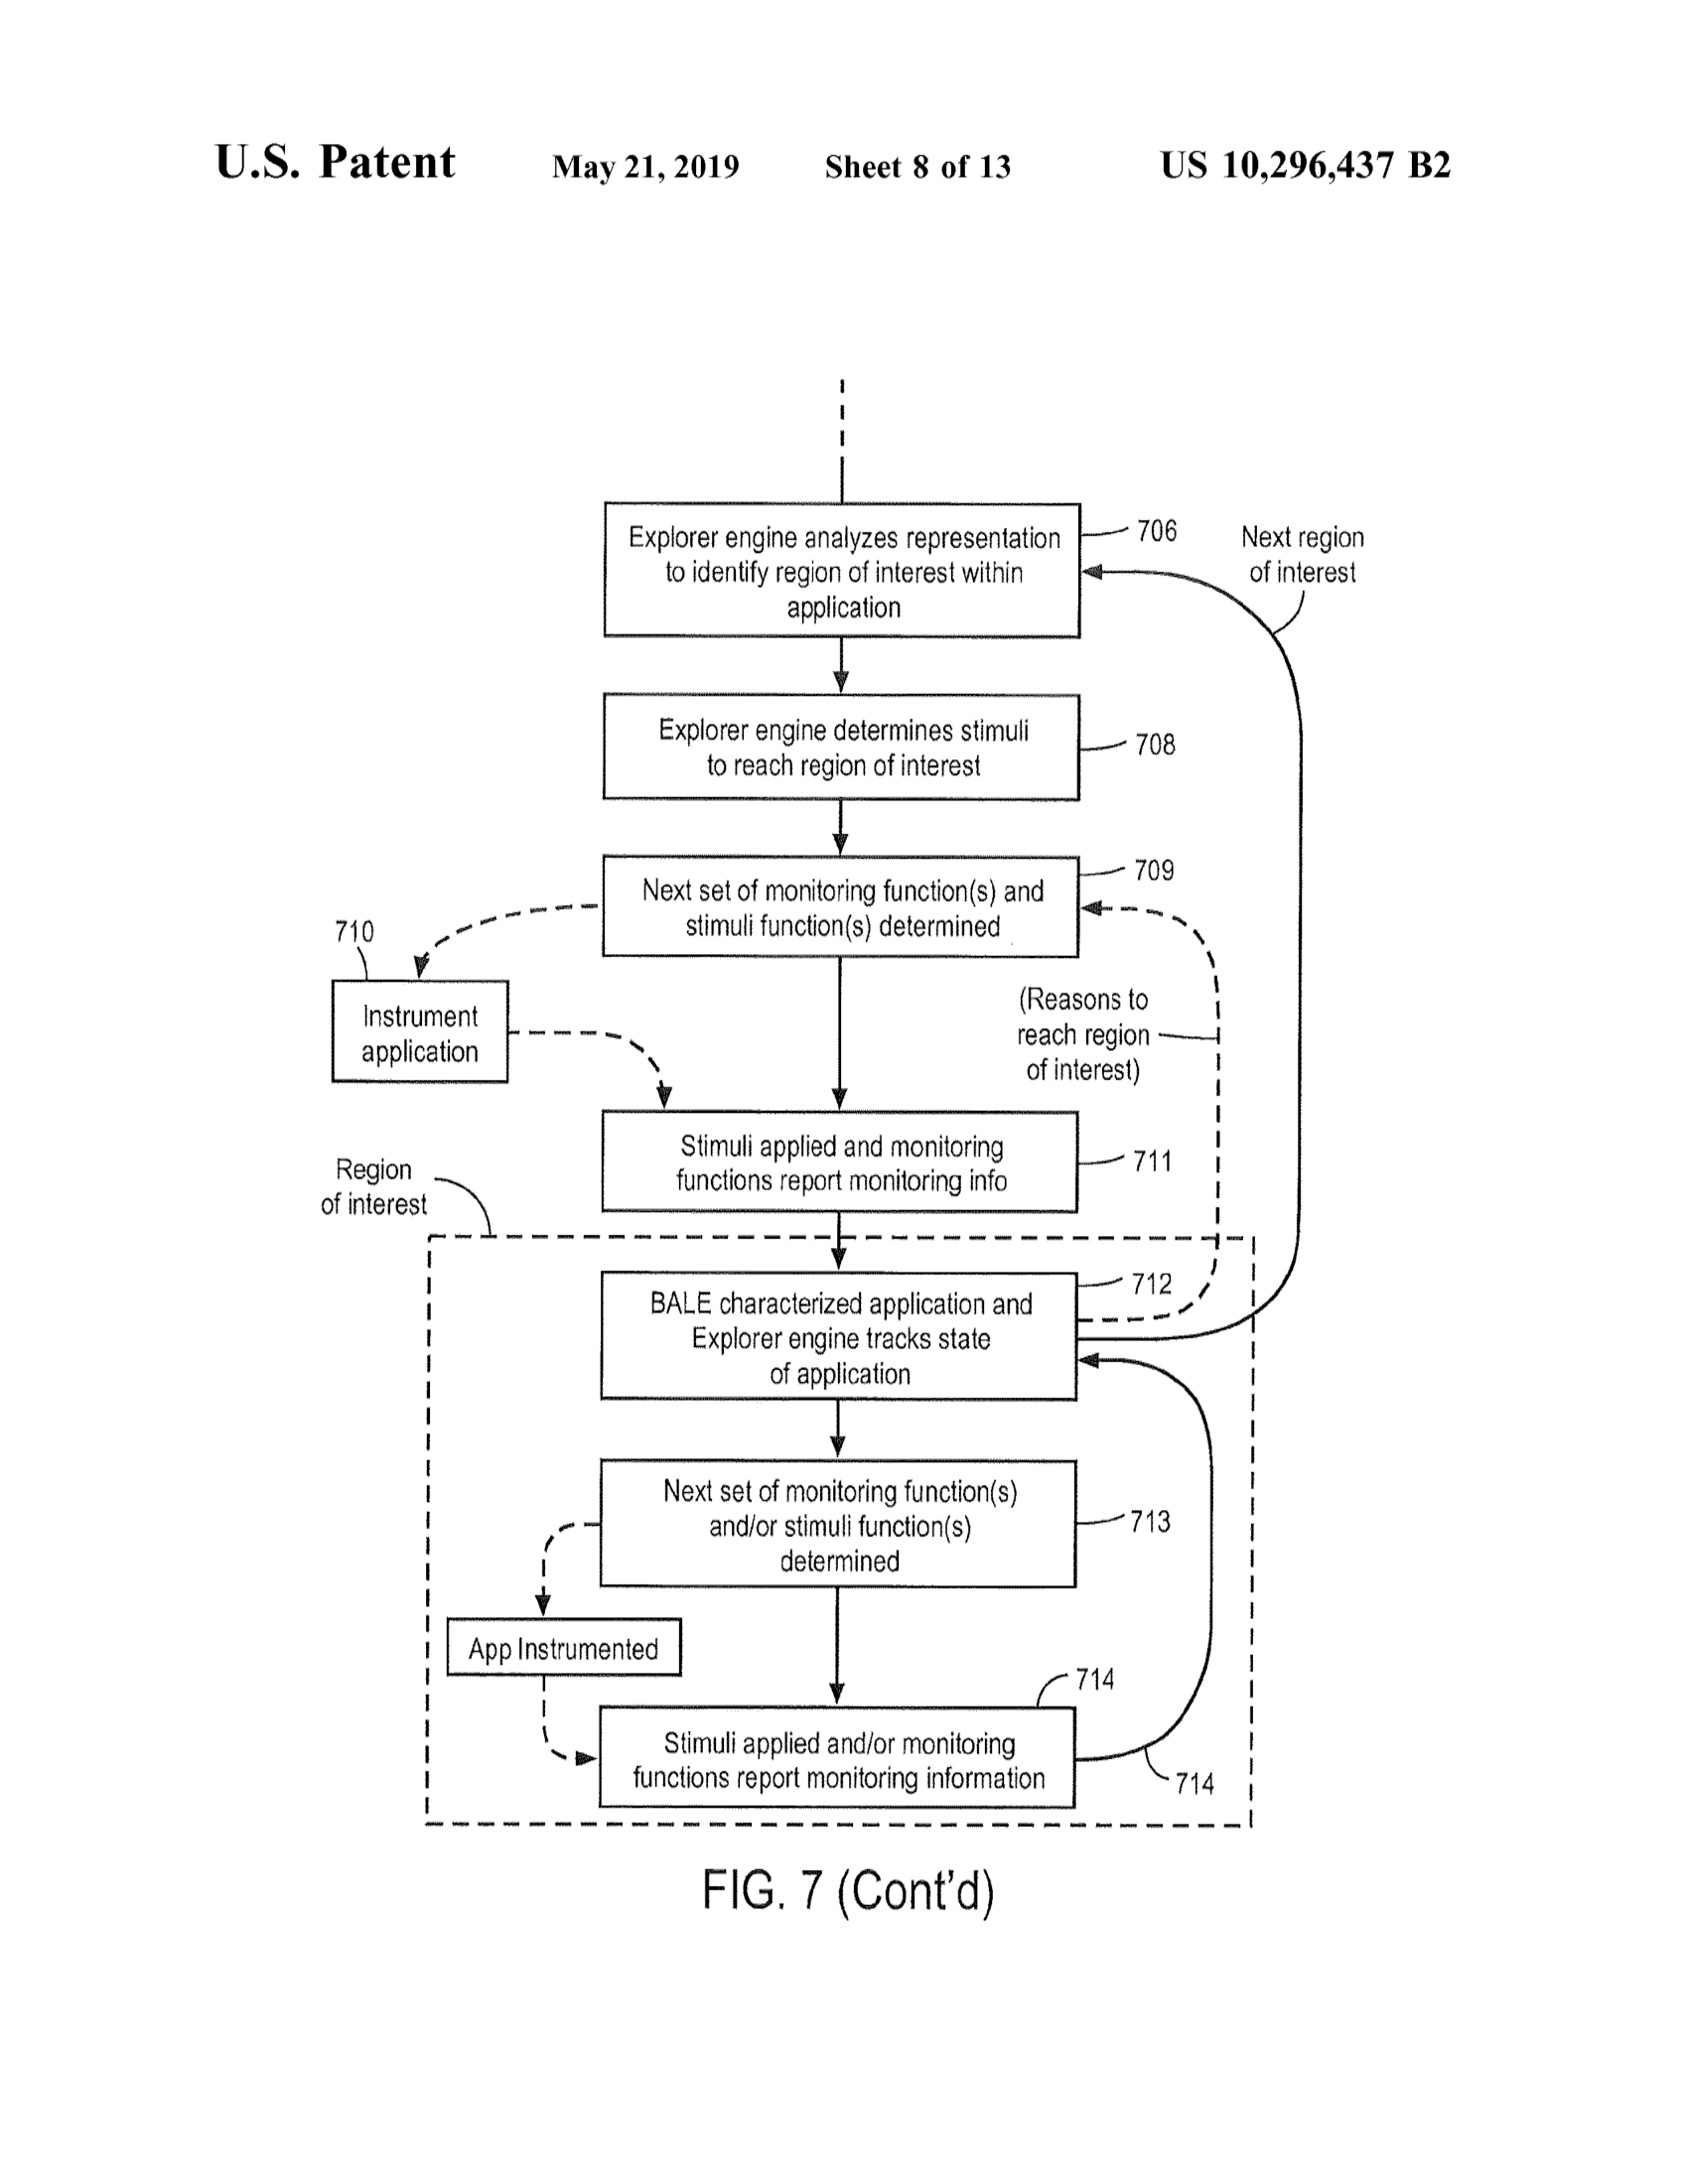 U.S. Patent May 21, 2019 Sheet 8 of 13 US 10,296,437 B2
Explorer engine analyzes representation
to identify region of interest within
application
706
Next region
of interest
Explorer engine determines stimuli
to reach region of interest
708
Next set of monitoring function(s) and
stimuli function(s) determined
709
710
Instrument
application
(Reasons to
reach region
of interest)
Stimuli applied and monitoring
functions report monitoring info
711
Region
of interest
BALE characterized application and
Explorer engine tracks state
of application
712
Next set of monitoring function(s)
and/or stimuli function(s)
determined
713
App Instrumented
714
Stimuli applied and/or monitoring
functions report monitoring information
714
FIG. 7 (Cont'd)